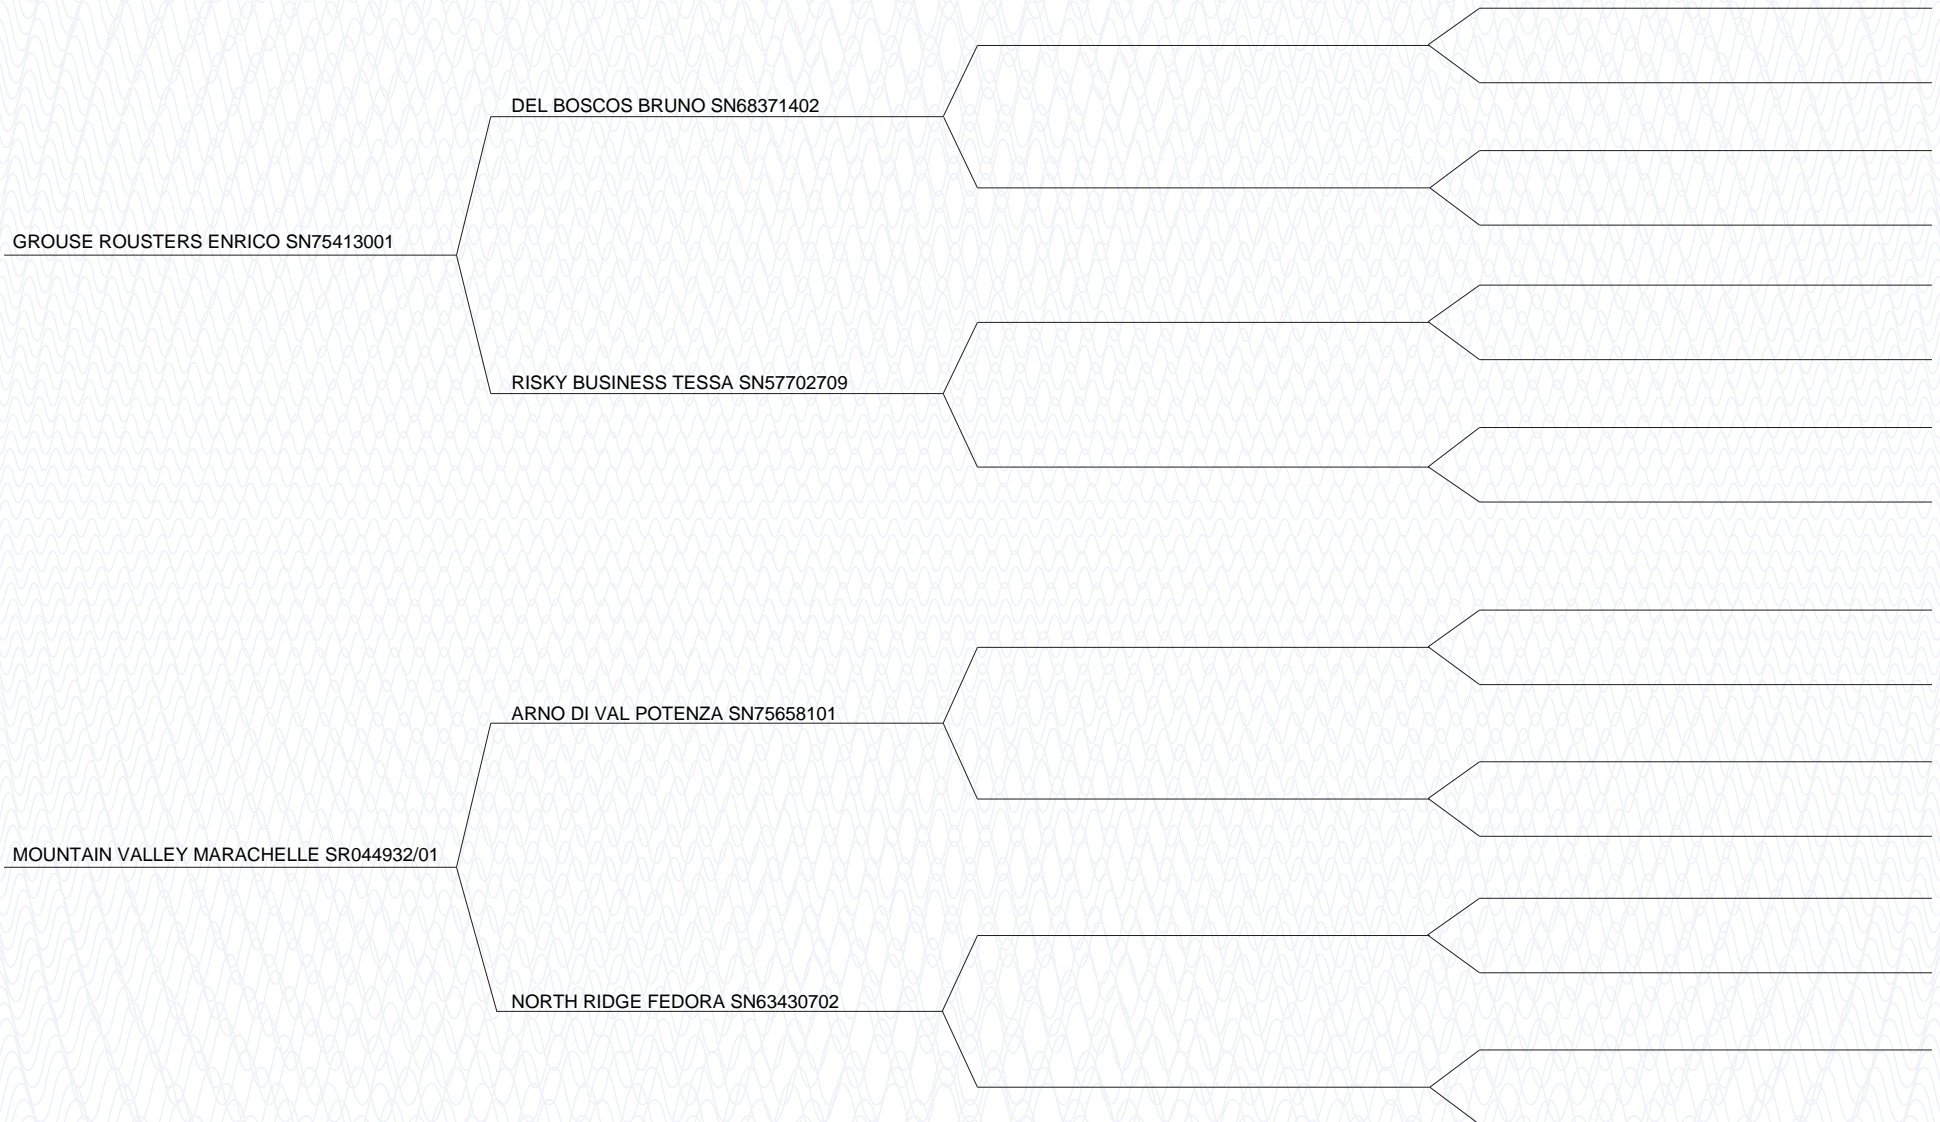 DEL BOSCOS BRUNO SN68371402
GROUSE ROUSTERS ENRICO SN75413001
RISKY BUSINESS TESSA SN57702709
ARNO DI VAL POTENZA SN75658101
MOUNTAIN VALLEY MARACHELLE SR044932/01
NORTH RIDGE FEDORA SN63430702